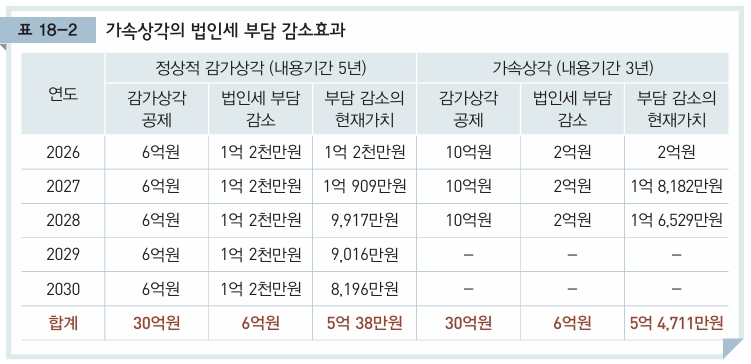 표 18-2 가속상각의 법인세 부담 감소효과
연도 정상적 감가상각 (내용기간 5년) 가속상각 (내용기간 3년)
감가상각 공제 법인세 부담 감소 부담 감소의 현재가치 감가상각 공제 법인세 부담 감소 부담 감소의 현재가치
2026 6억원 1억 2천만원 1억 2천만원 10억원 2억원 2억원
2027 6억원 1억 2천만원 1억 909만원 10억원 2억원 1억 8,182만원
2028 6억원 1억 2천만원 9,917만원 10억원 2억원 1억 6,529만원
2029 6억원 1억 2천만원 9,016만원 – – –
2030 6억원 1억 2천만원 8,196만원 – – –
합계 30억원 6억원 5억 38만원 30억원 6억원 5억 4,711만원